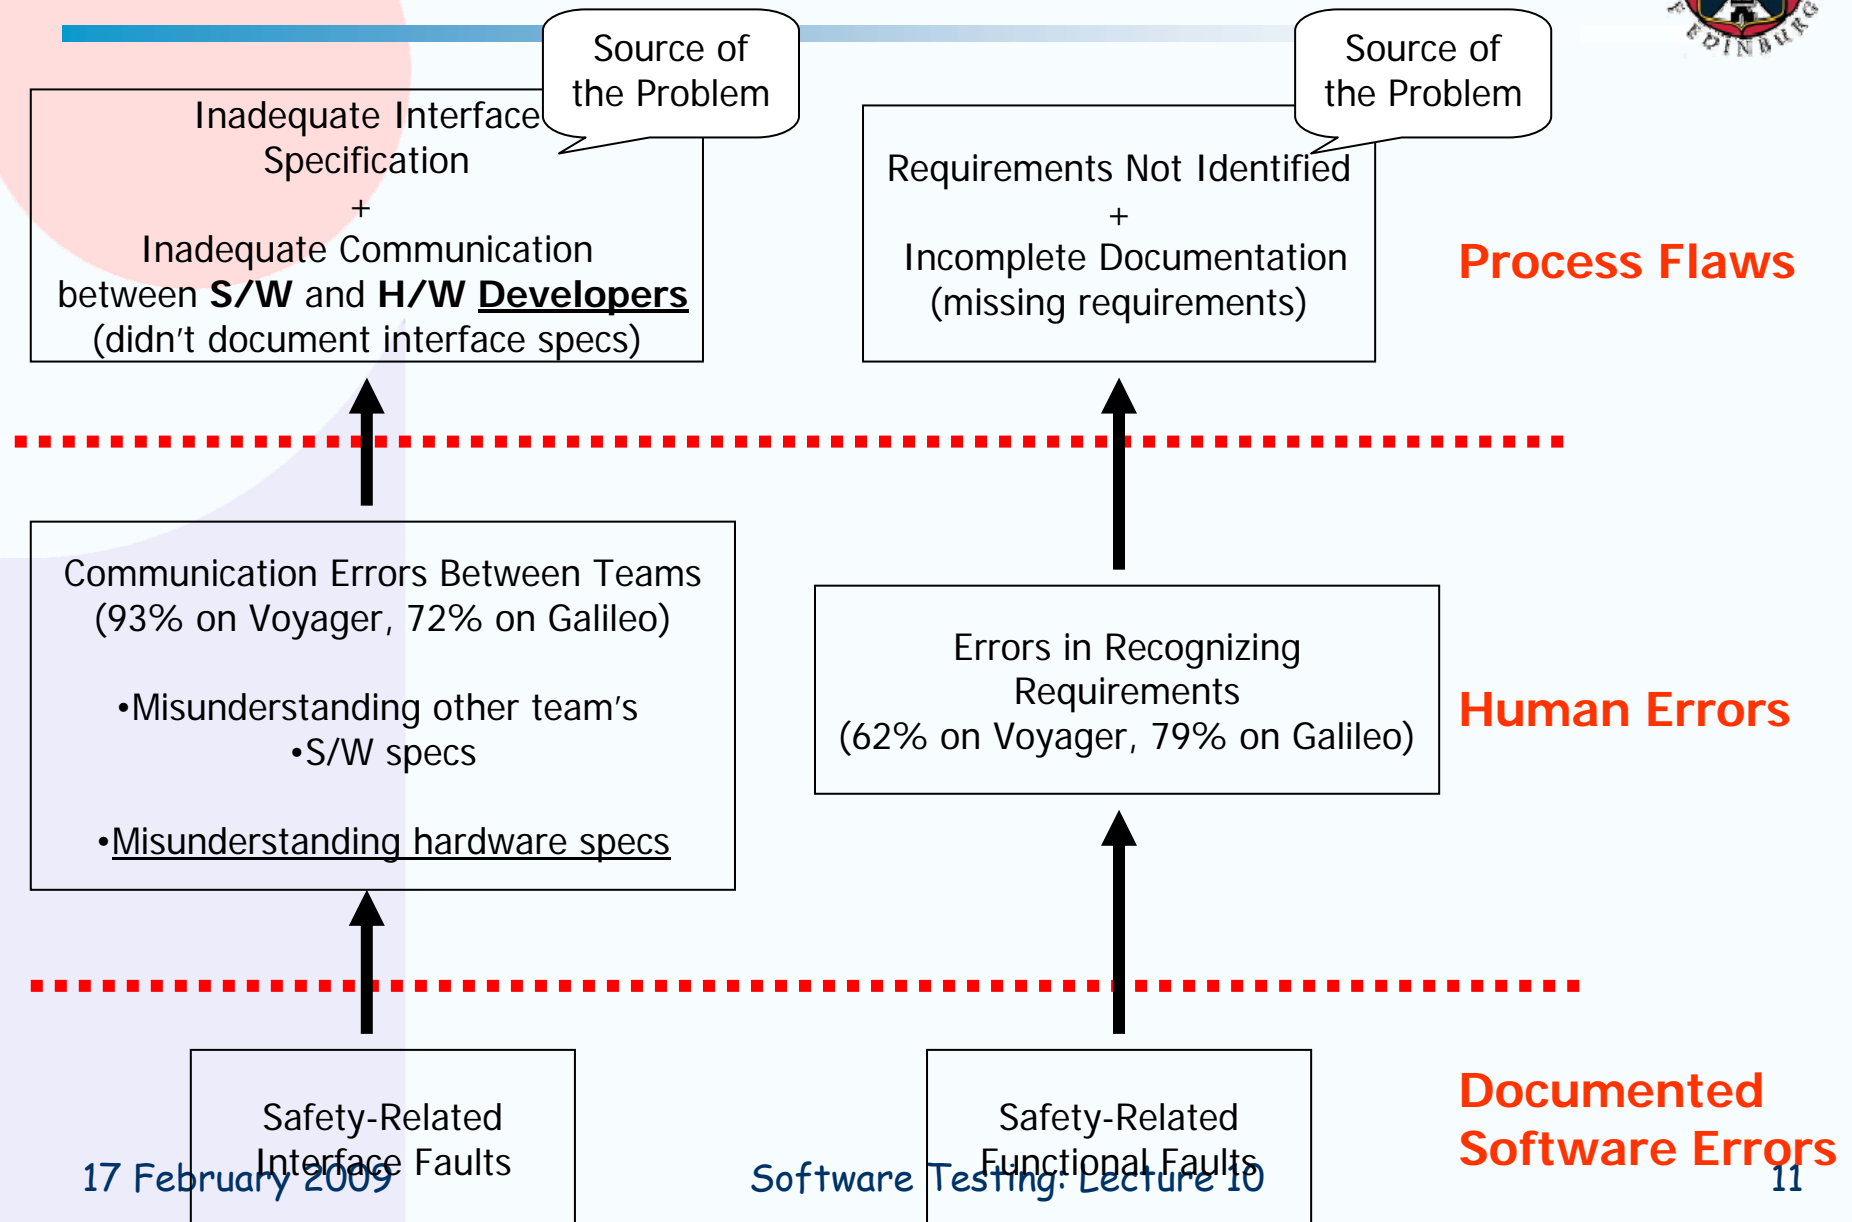 F EDINBURG
Source of
the Problem
Source of
the Problem
Inadequate Interface
Specification
+
Inadequate Communication
between S/W and H/W Developers
(didn't document interface specs)
Requirements Not Identified
+
Incomplete Documentation
(missing requirements)
Process Flaws
Communication Errors Between Teams
(93% on Voyager, 72% on Galileo)
•Misunderstanding other team's
•S/W specs
•Misunderstanding hardware specs
Errors in Recognizing
Requirements
(62% on Voyager, 79% on Galileo)
Human Errors
Safety-Related
Interface Faults
Safety-Related
Functional Faults
Documented
Software Errors
17 February 2009
Software Testing: Lecture 10
11